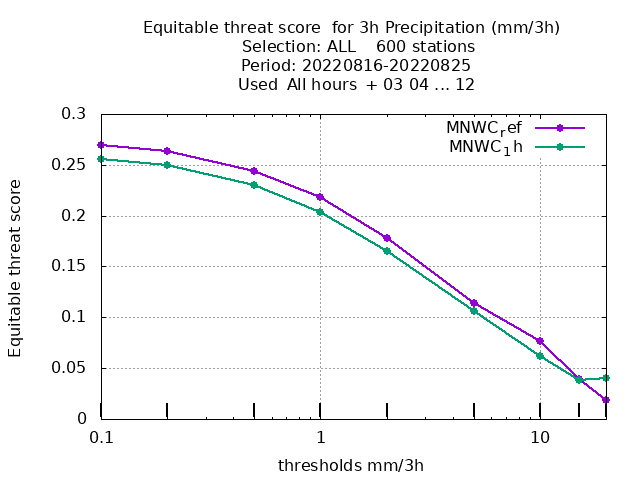 Equitable threat score  for 3h Precipitation (mm/3h)
Selection: ALL    600 stations
Period: 20220816-20220825
Used  All hours  + 03 04 ... 12
MNWC_ref
MNWC_1h
0.3
0.25
0.2
0.15
0.1
0.05
0
Equitable threat score
0.1 1 10
thresholds mm/3h